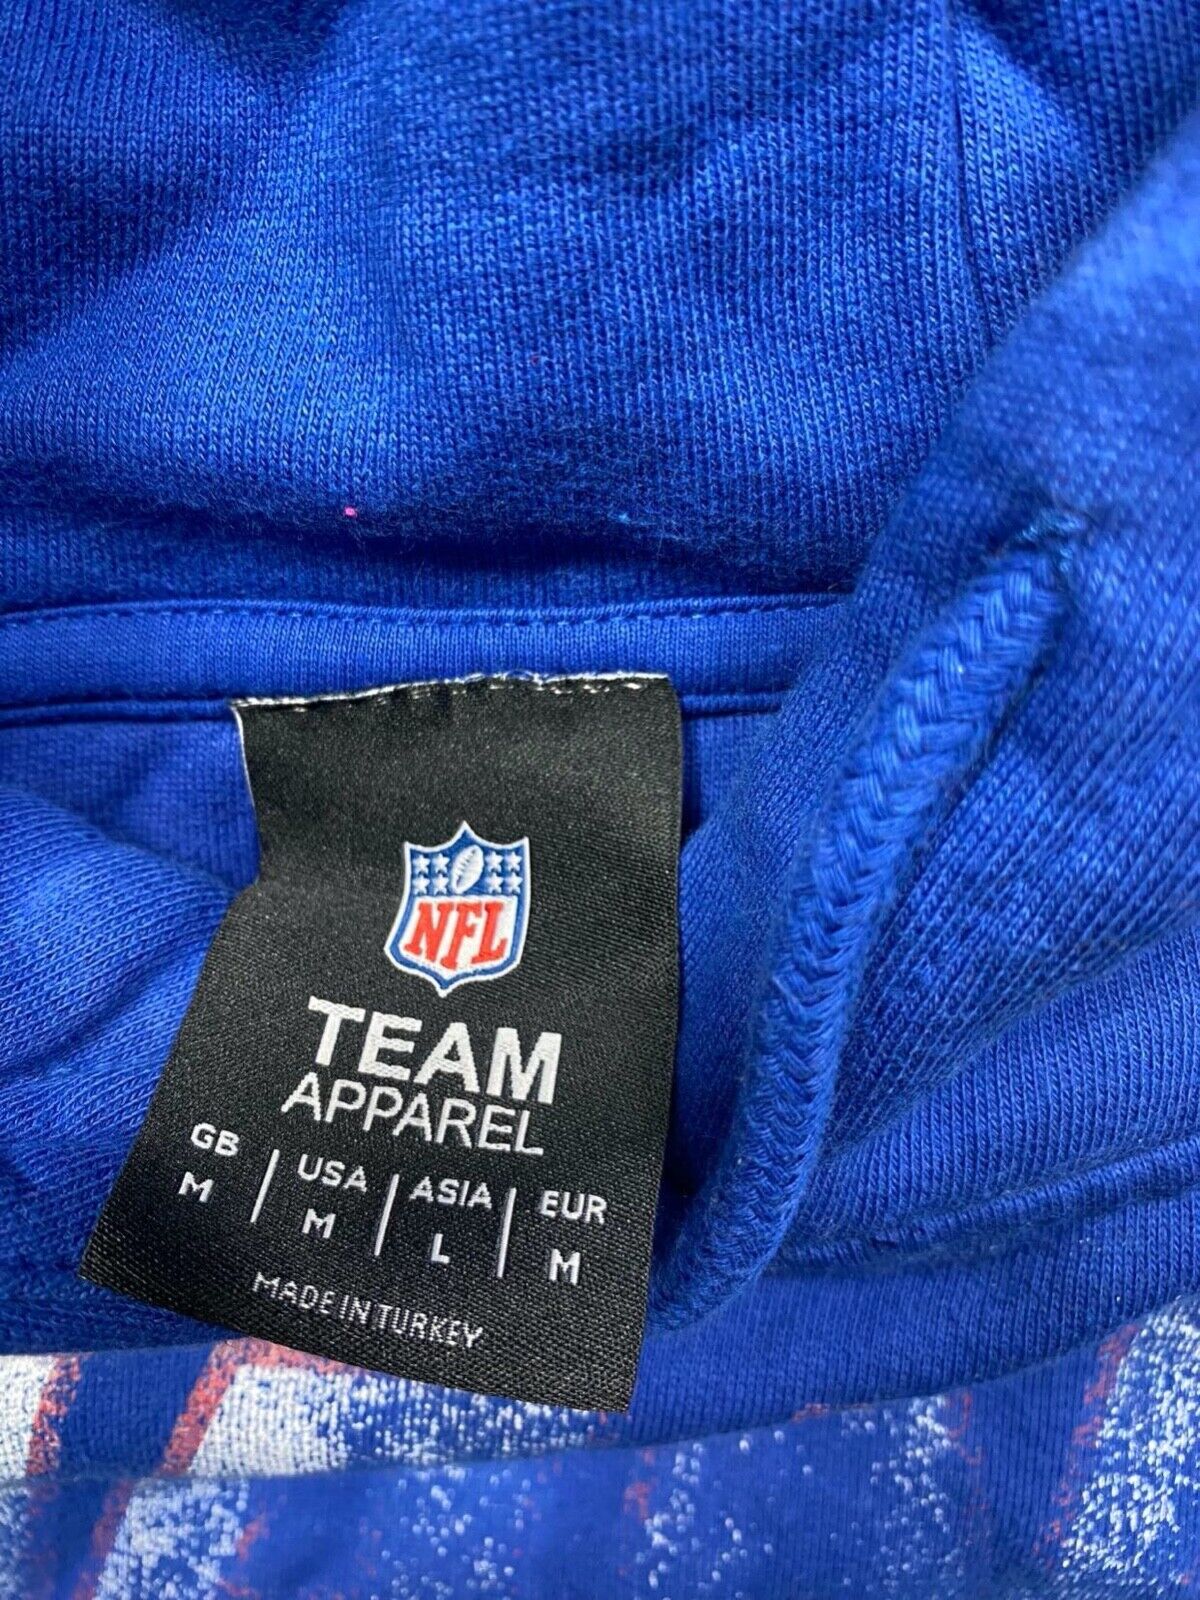 NFL
TEAM
APPAREL
GB | USA | ASIA | EUR
M | M | L | M
MADE IN TURKEY